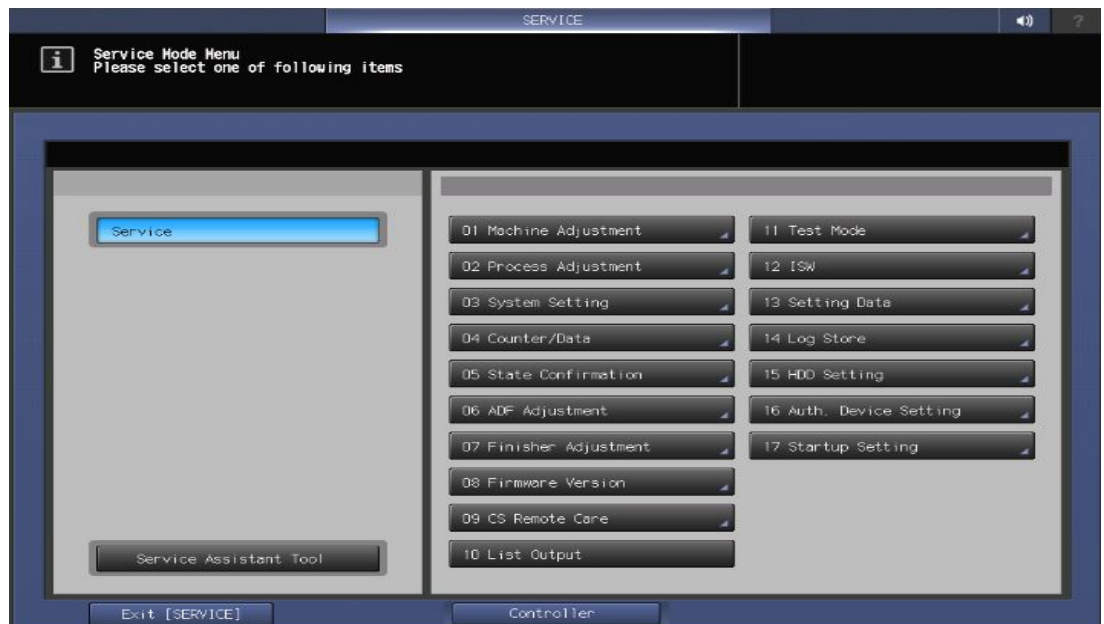 SERVICE
?
i
Service Mode Menu
Please select one of following items
Service
01 Machine Adjustment
02 Process Adjustment
03 System Setting
04 Counter/Data
05 State Confirmation
06 ADF Adjustment
07 Finisher Adjustment
08 Firmware Version
09 CS Remote Care
10 List Output
11 Test Mode
12 ISW
13 Setting Data
14 Log Store
15 HDD Setting
16 Auth. Device Setting
17 Startup Setting
Service Assistant Tool
Exit [SERVICE]
Controller